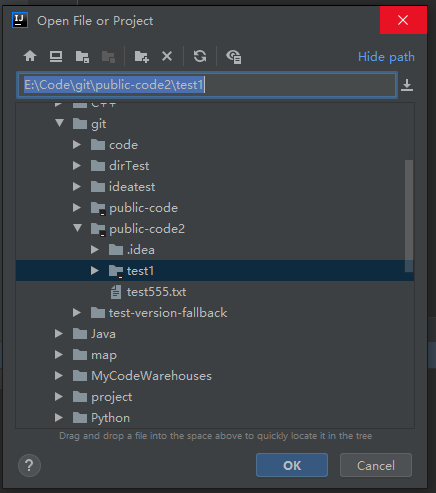 IJ Open File or Project
Hide path
E:\Code\git\public-code2\test1
C++
git
code
dirTest
ideatest
public-code
public-code2
.idea
test1
test555.txt
test-version-fallback
Java
map
MyCodeWarehouses
project
Python
Drag and drop a file into the space above to quickly locate it in the tree
? OK Cancel